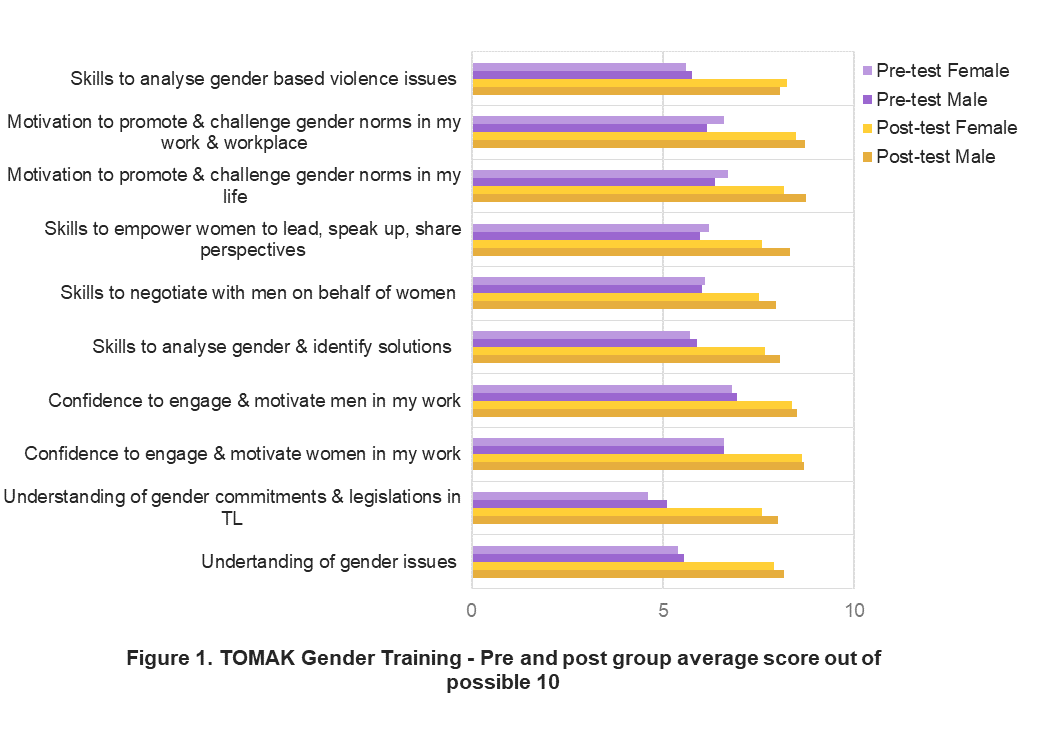 Skills to analyse gender based violence issues
Motivation to promote & challenge gender norms in my
work & workplace
Motivation to promote & challenge gender norms in my
life
Skills to empower women to lead, speak up, share
perspectives
Skills to negotiate with men on behalf of women
Skills to analyse gender & identify solutions
Confidence to engage & motivate men in my work
Confidence to engage & motivate women in my work
Understanding of gender commitments & legislations in
TL
Undertanding of gender issues
0 5 10
Pre-test Female
Pre-test Male
Post-test Female
Post-test Male
Figure 1. TOMAK Gender Training - Pre and post group average score out of
possible 10